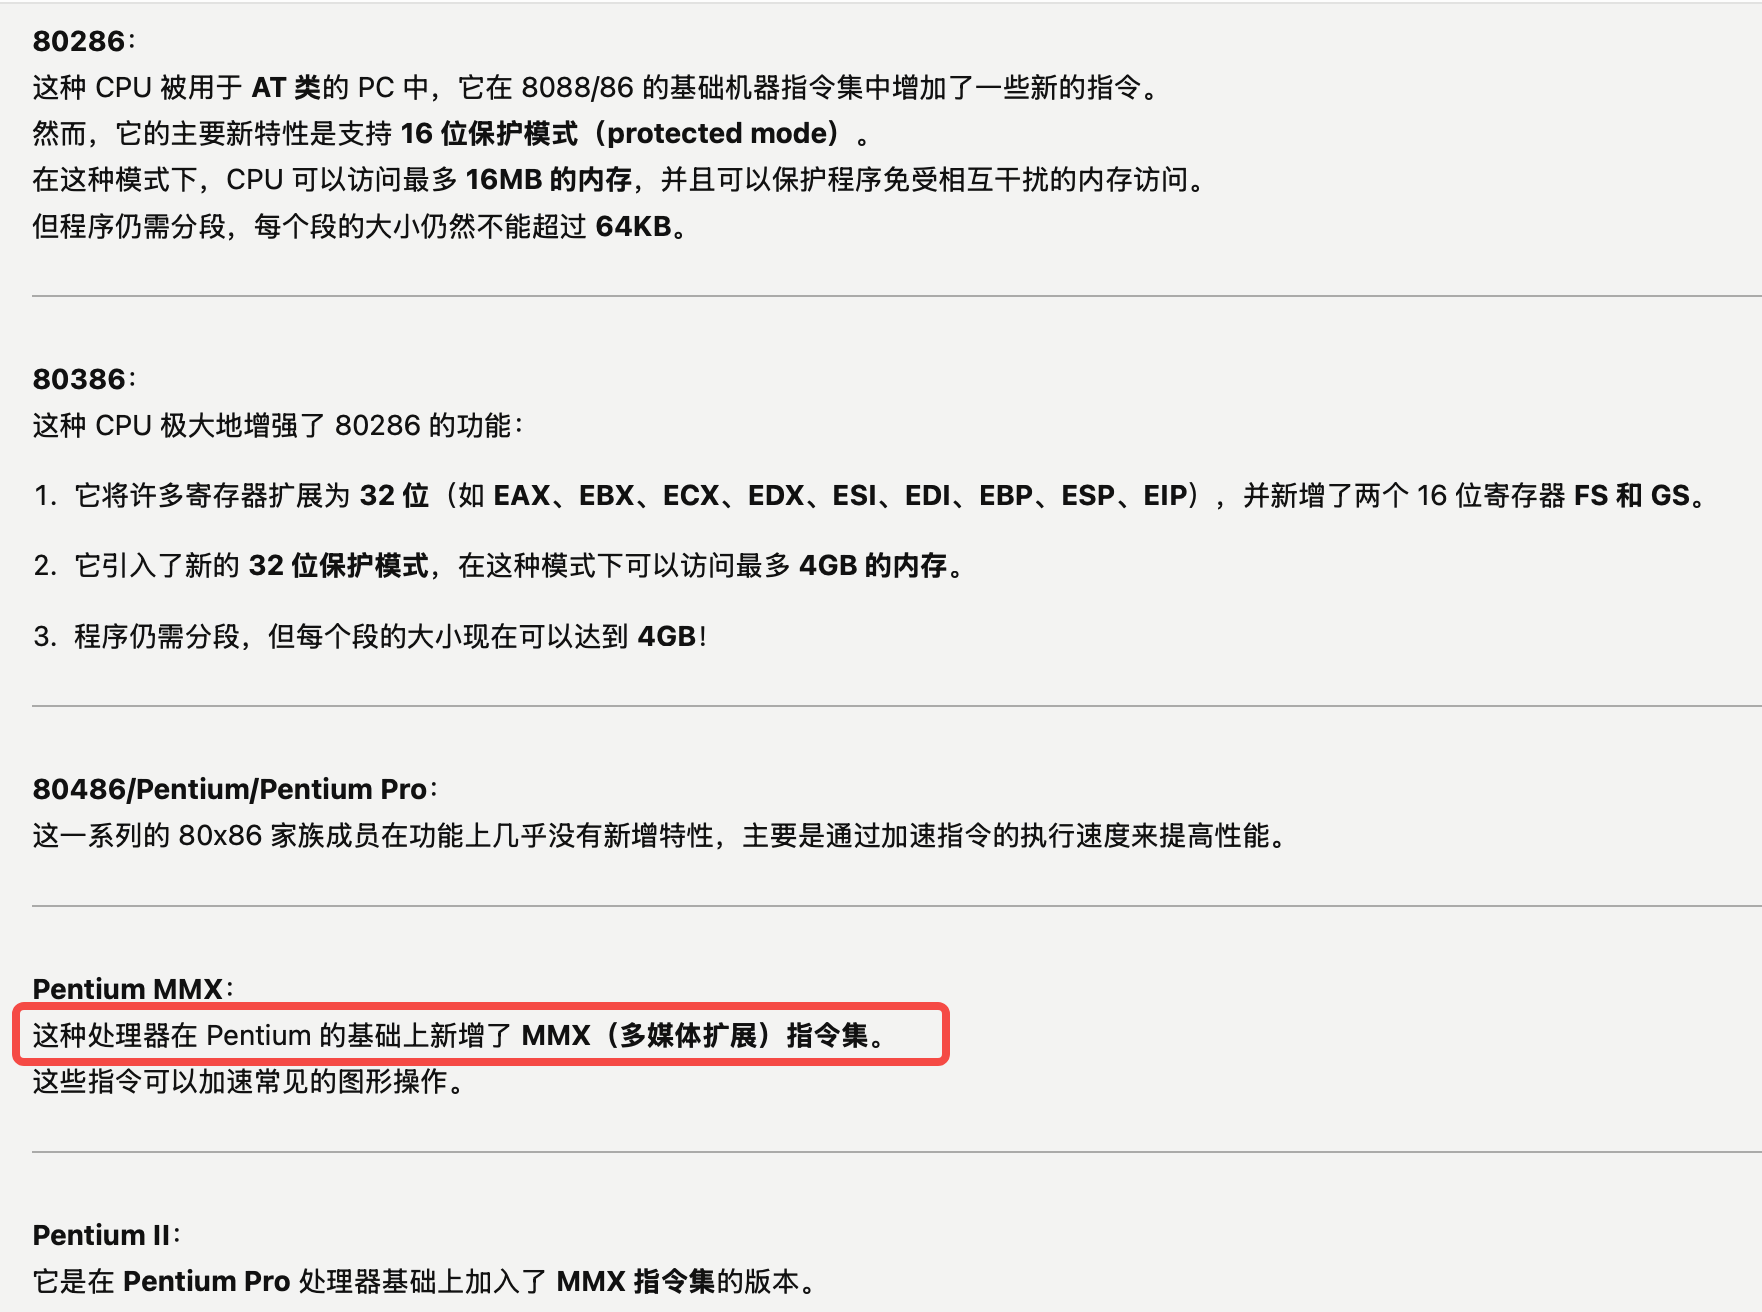 80286：
这种 CPU 被用于 AT 类的 PC 中，它在 8088/86 的基础机器指令集中增加了一些新的指令。
然而，它的主要新特性是支持 16 位保护模式（protected mode）。
在这种模式下，CPU 可以访问最多 16MB 的内存，并且可以保护程序免受相互干扰的内存访问。
但程序仍需分段，每个段的大小仍然不能超过 64KB。
80386：
这种 CPU 极大地增强了 80286 的功能：
1. 它将许多寄存器扩展为 32 位（如 EAX、EBX、ECX、EDX、ESI、EDI、EBP、ESP、EIP），并新增了两个 16 位寄存器 FS 和 GS。
2. 它引入了新的 32 位保护模式，在这种模式下可以访问最多 4GB 的内存。
3. 程序仍需分段，但每个段的大小现在可以达到 4GB！
80486/Pentium/Pentium Pro：
这一系列的 80x86 家族成员在功能上几乎没有新增特性，主要是通过加速指令的执行速度来提高性能。
Pentium MMX：
这种处理器在 Pentium 的基础上新增了 MMX（多媒体扩展）指令集。
这些指令可以加速常见的图形操作。
Pentium II：
它是在 Pentium Pro 处理器基础上加入了 MMX 指令集的版本。